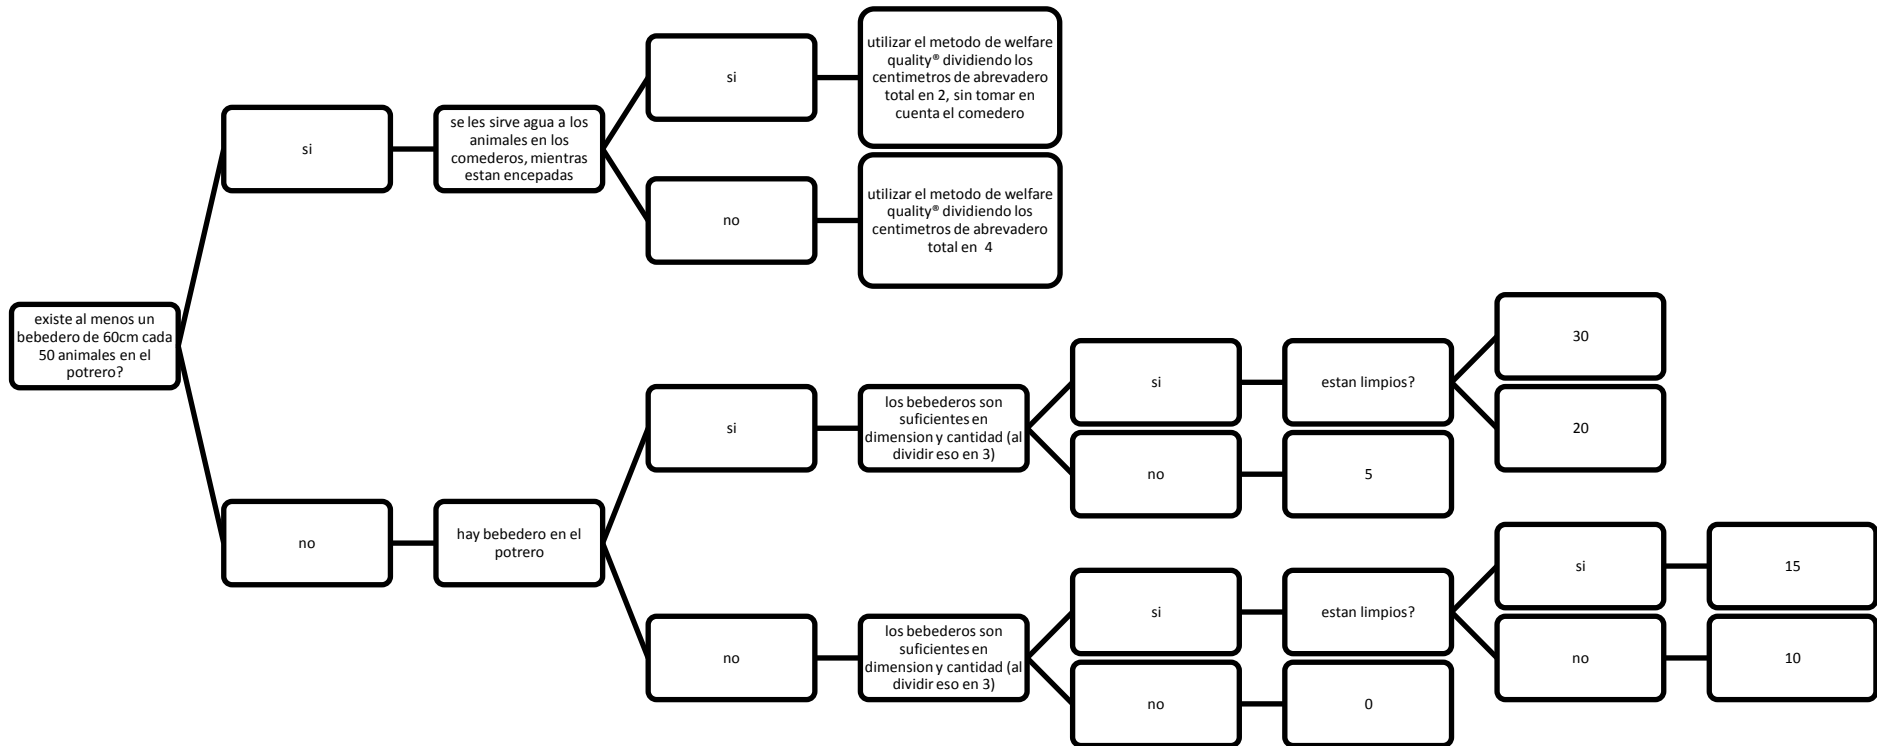 existe al menos un
bebedero de 60cm cada
50 animales en el
potrero?
si
se les sirve agua a los
animales en los
comederos, mientras
estan encepadas
si
utilizar el metodo de welfare
quality® dividiendo los
centimetros de abrevadero
total en 2, sin tomar en
cuenta el comedero
no
utilizar el metodo de welfare
quality® dividiendo los
centimetros de abrevadero
total en 4
no
hay bebedero en el
potrero
si
los bebederos son
suficientes en
dimension y cantidad (al
dividir eso en 3)
si
estan limpios?
30
20
no
5
no
los bebederos son
suficientes en
dimension y cantidad (al
dividir eso en 3)
si
estan limpios?
si
15
no
10
no
0